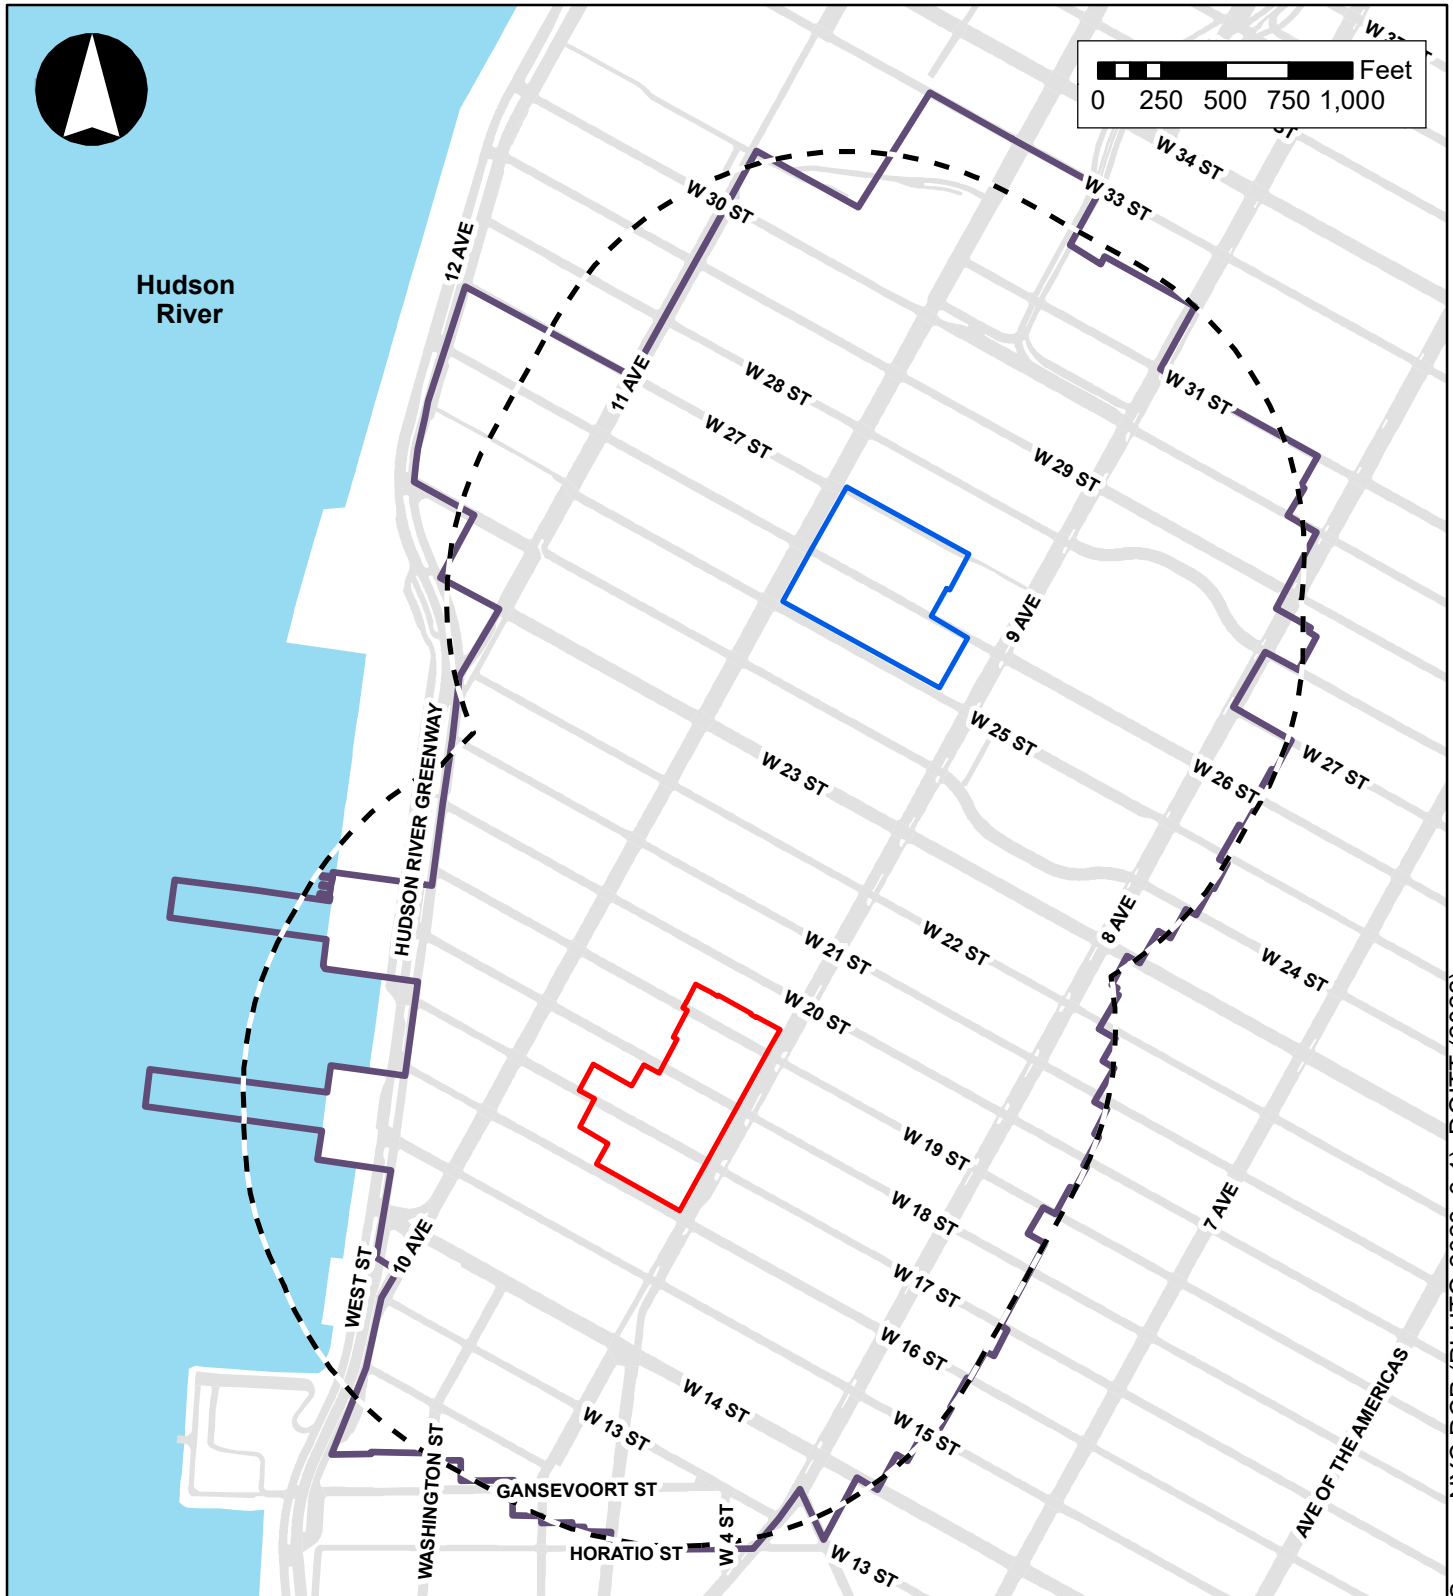 Feet
0 250 500 750 1,000
W 34 ST
W 33 ST
W 30 ST
12 AVE
Hudson
River
11 AVE
W 28 ST
W 31 ST
W 27 ST
W 29 ST
9 AVE
W 25 ST
W 27 ST
W 26 ST
W 23 ST
HUDSON RIVER GREENWAY
8 AVE
W 22 ST
W 21 ST
W 24 ST
W 20 ST
W 19 ST
W 18 ST
7 AVE
10 AVE
W 17 ST
WEST ST
W 16 ST
W 14 ST
AVE OF THE AMERICAS
W 13 ST
W 15 ST
WASHINGTON ST
GANSEVOORT ST
W 4 ST
HORATIO ST
W 13 ST